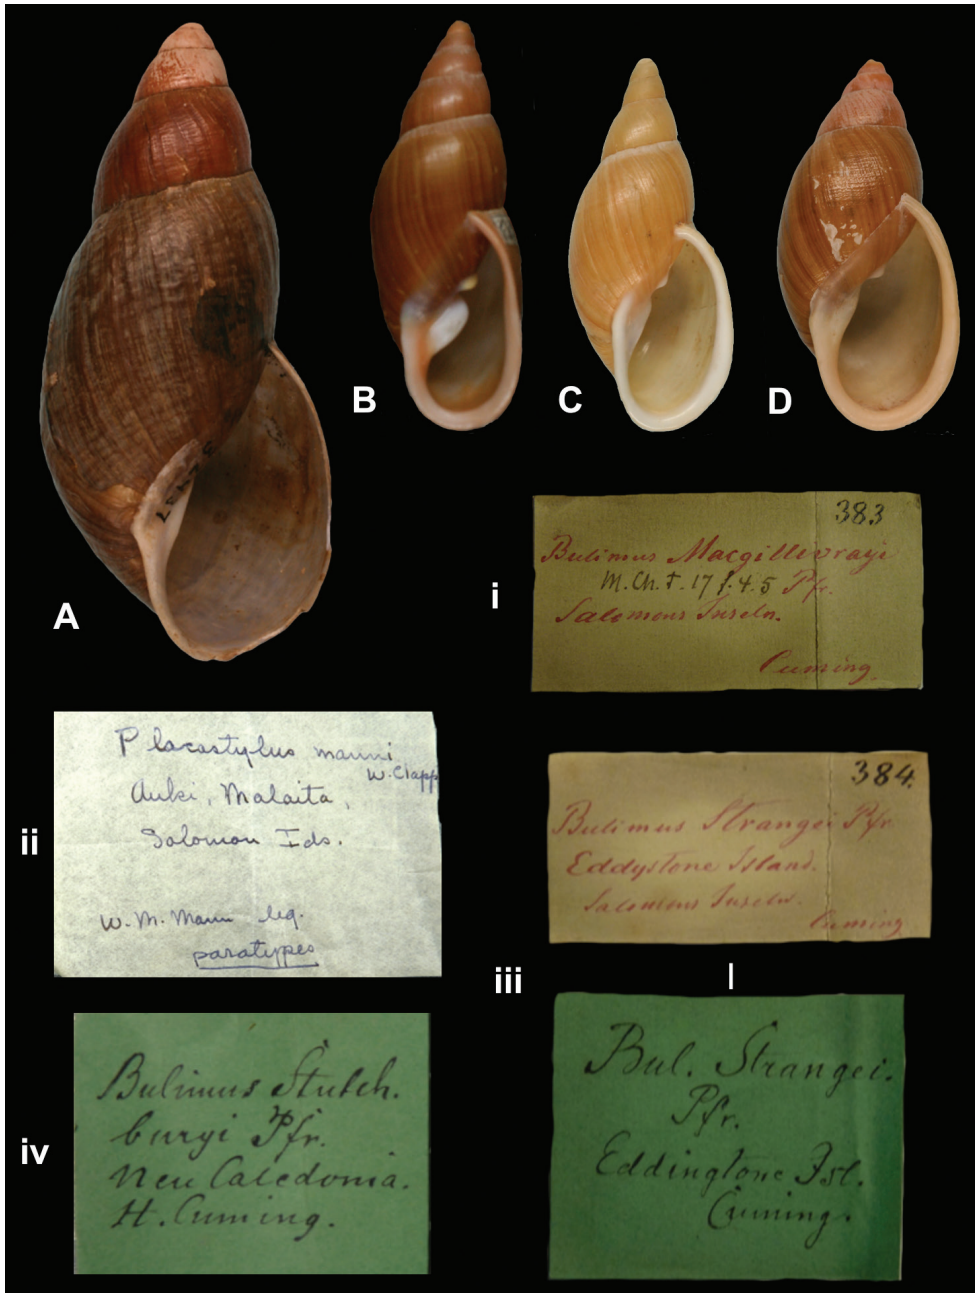 A
B
C
D
i
383
Bulimus Macgillivrayi
M. Ch. t. 17 f. 4. 5 Pfr.
Salomons Inseln.
Cuming.
ii
Placostylus manni
W. Clapp
Auki, Malaita,
Solomon Ids.
W. M. Mann leg.
paratypes
iii
384.
Bulimus Strangei Pfr.
Eddystone Island.
Salomons Inseln.
Cuming
Bul. Strangei.
Pfr.
Eddingtone Isl.
Cuming.
iv
Bulimus Stutch.
buryi Pfr.
Neu Caledonia.
H. Cuming.